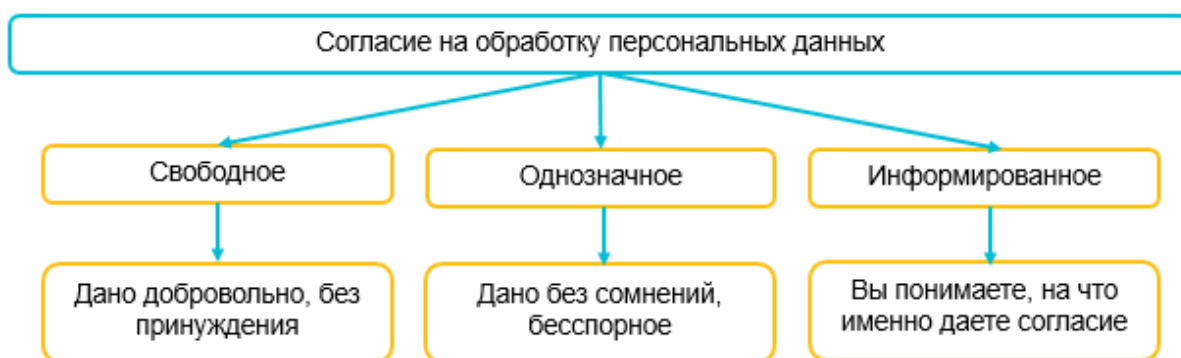 Согласие на обработку персональных данных
Свободное
Однозначное
Информированное
Дано добровольно, без
принуждения
Дано без сомнений,
бесспорное
Вы понимаете, на что
именно даете согласие